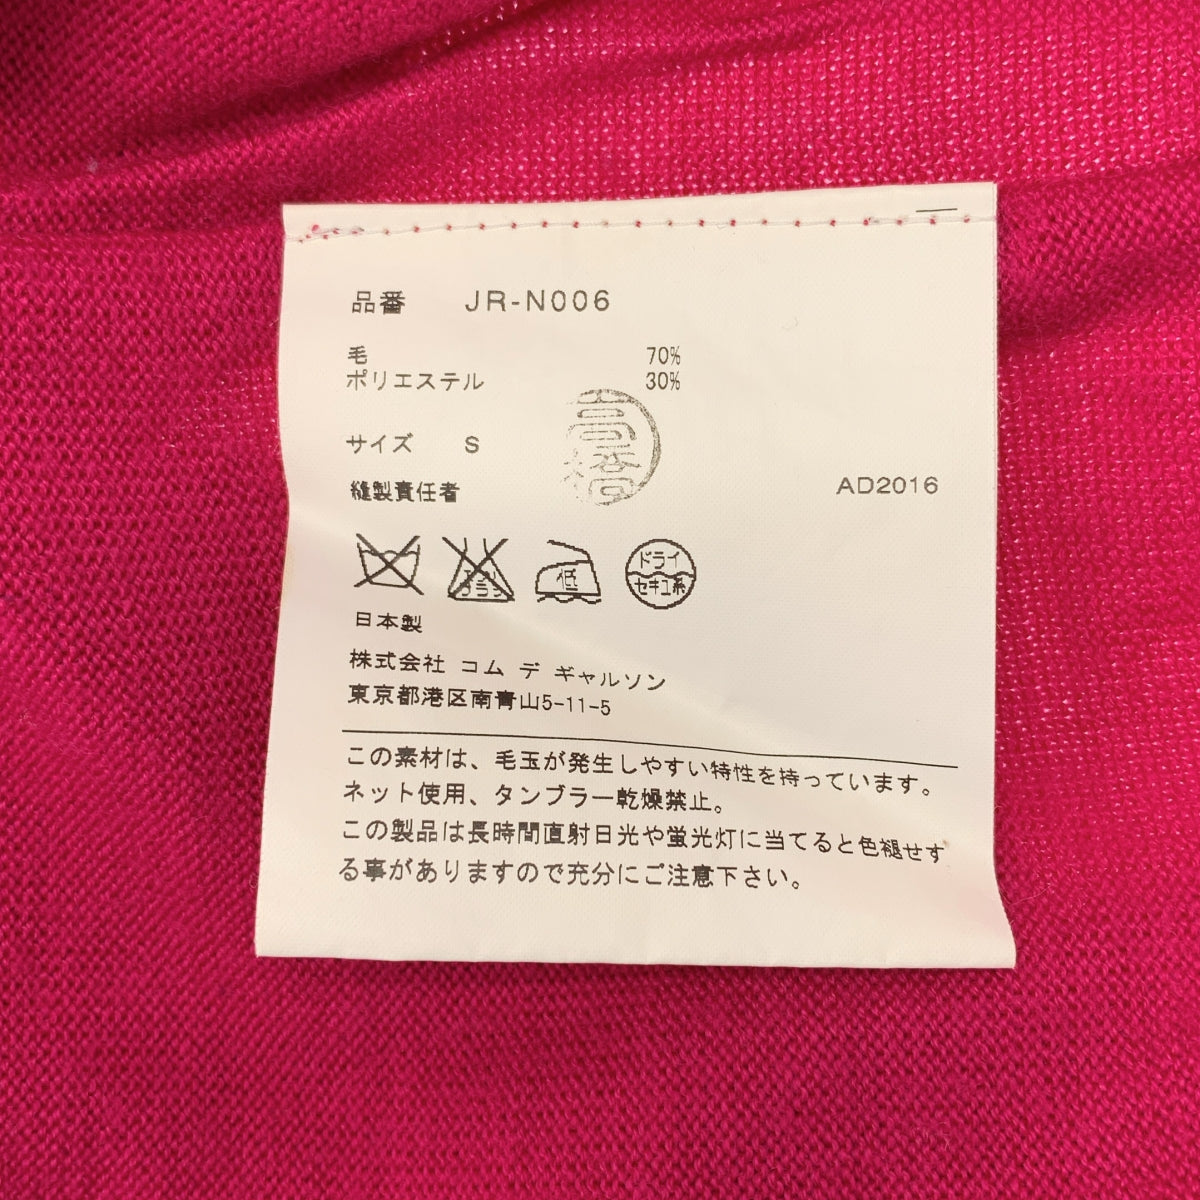 品番 JR-N006
毛 70%
ポリエステル 30%
サイズ S
縫製責任者 高橋 AD2016
エンソ
ドライ
セキユ系
低
日本製
株式会社 コム デ ギャルソン
東京都港区南青山5-11-5
この素材は、毛玉が発生しやすい特性を持っています。
ネット使用、タンブラー乾燥禁止。
この製品は長時間直射日光や蛍光灯に当てると色褪せす
る事がありますので充分にご注意下さい。